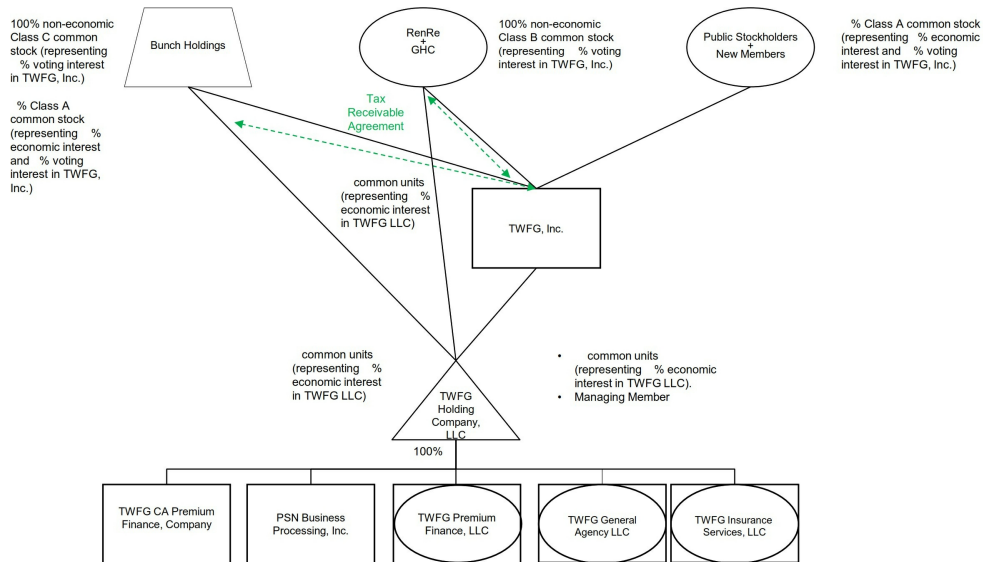 100% non-economic
Class C common
stock (representing
% voting interest
in TWFG, Inc.)
% Class A
common stock
(representing %
economic interest
and % voting
interest in TWFG,
Inc.)
Bunch Holdings
RenRe
+
GHC
100% non-economic
Class B common stock
(representing % voting
interest in TWFG, Inc.)
Public Stockholders
+
New Members
% Class A common stock
(representing % economic
interest and % voting
interest in TWFG, Inc.)
Tax
Receivable
Agreement
common units
(representing %
economic interest
in TWFG LLC)
TWFG, Inc.
common units
(representing %
economic interest
in TWFG LLC)
• common units
(representing % economic
interest in TWFG LLC).
• Managing Member
TWFG
Holding
Company,
LLC
100%
TWFG CA Premium
Finance, Company
PSN Business
Processing, Inc.
TWFG Premium
Finance, LLC
TWFG General
Agency LLC
TWFG Insurance
Services, LLC